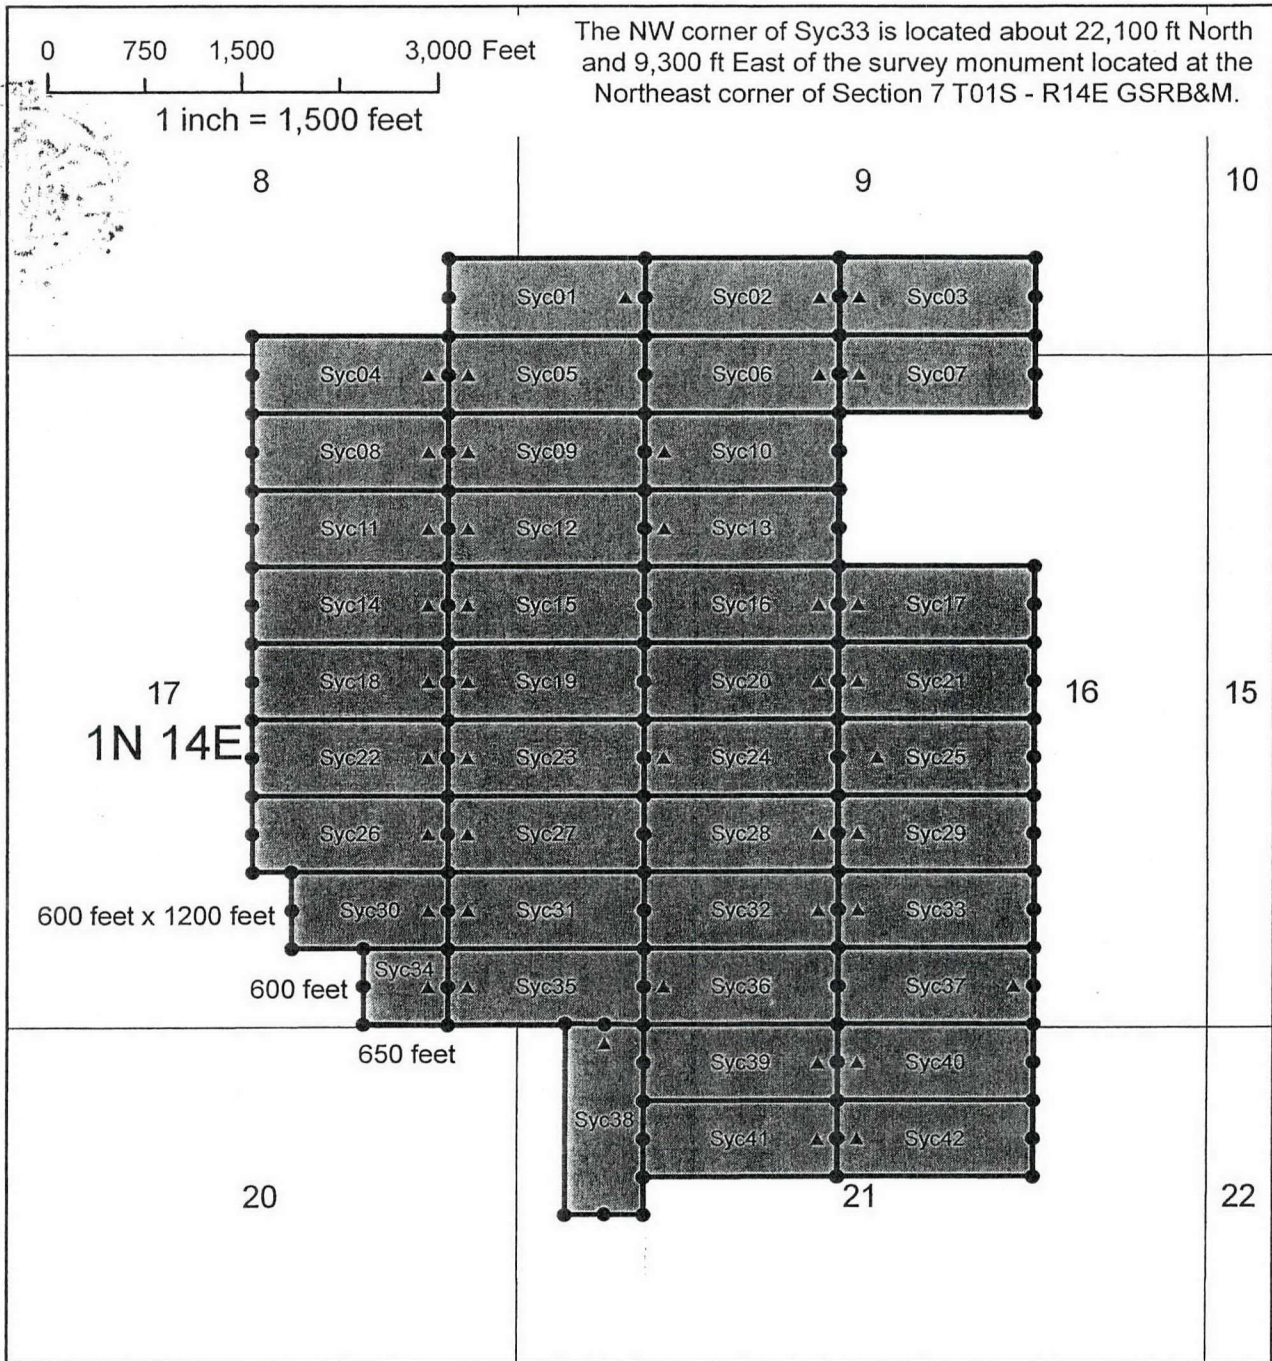 0 750 1,500 3,000 Feet
1 inch = 1,500 feet
The NW corner of Syc33 is located about 22,100 ft North
and 9,300 ft East of the survey monument located at the
Northeast corner of Section 7 T01S - R14E GSRB&M.
8 9 10
Syc01 Syc02 Syc03
Syc04 Syc05 Syc06 Syc07
Syc08 Syc09 Syc10
Syc11 Syc12 Syc13
Syc14 Syc15 Syc16 Syc17
17 Syc18 Syc19 Syc20 Syc21 16 15
1N 14E
Syc22 Syc23 Syc24 Syc25
Syc26 Syc27 Syc28 Syc29
600 feet x 1200 feet Syc30 Syc31 Syc32 Syc33
Syc34
600 feet Syc35 Syc36 Syc37
650 feet Syc39 Syc40
Syc38
Syc41 Syc42
20 21 22